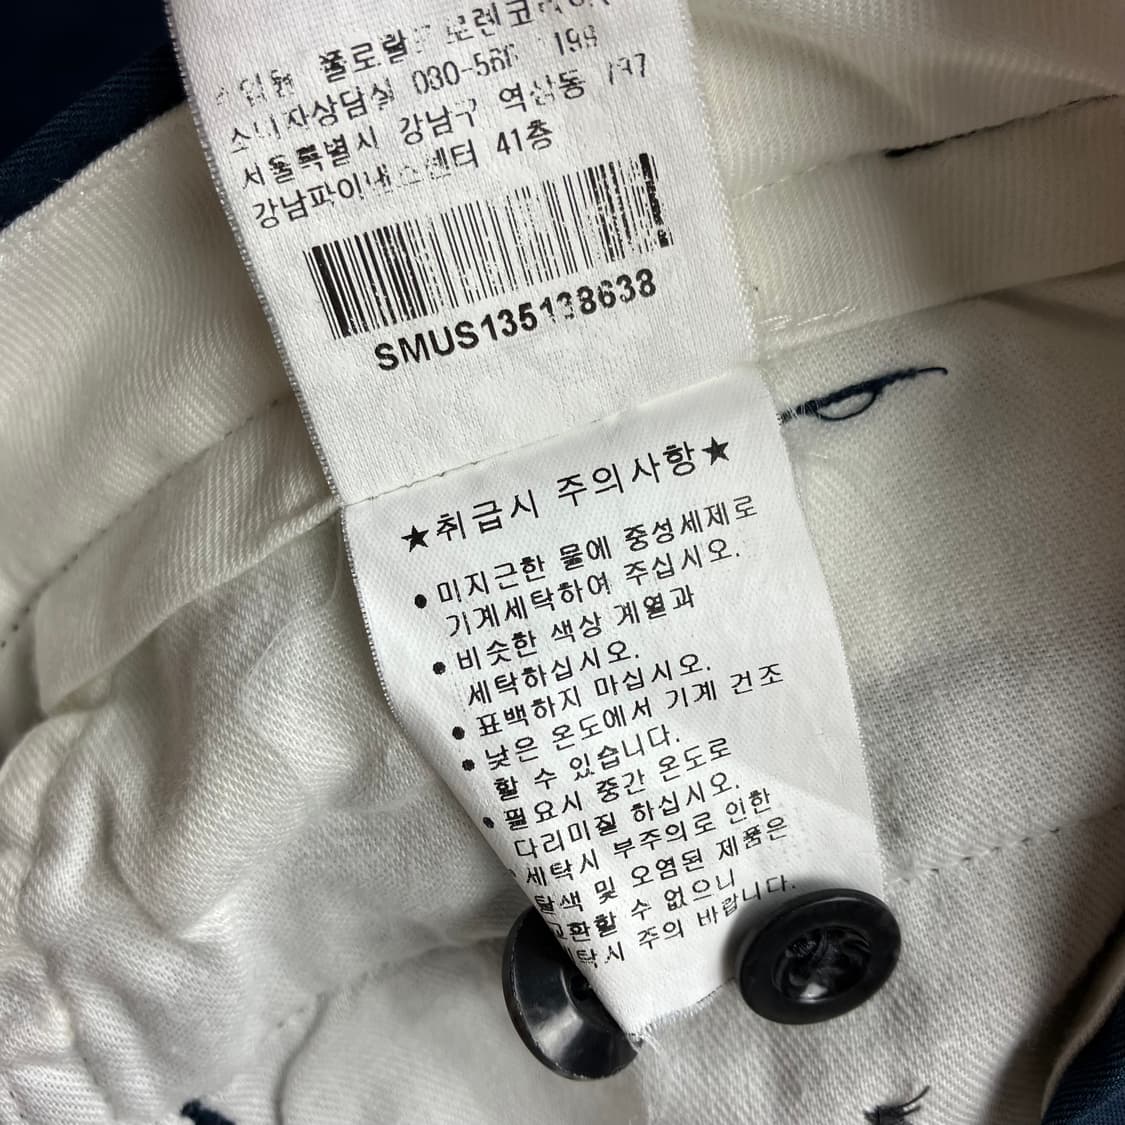 폴로랄프로렌코리아
소비자상담실 080-566 199
서울특별시 강남구 역삼동 737
강남파이낸스센터 41층
SMUS135138638
★취급시 주의사항★
● 미지근한 물에 중성세제로
기계세탁하여 주십시오.
● 비슷한 색상 계열과
세탁하십시오.
● 표백하지 마십시오.
● 낮은 온도에서 기계 건조
할 수 있습니다.
● 필요시 중간 온도로
다리미질 하십시오.
● 세탁시 부주의로 인한
탈색 및 오염된 제품은
교환할 수 없으니
세탁시 주의 바랍니다.